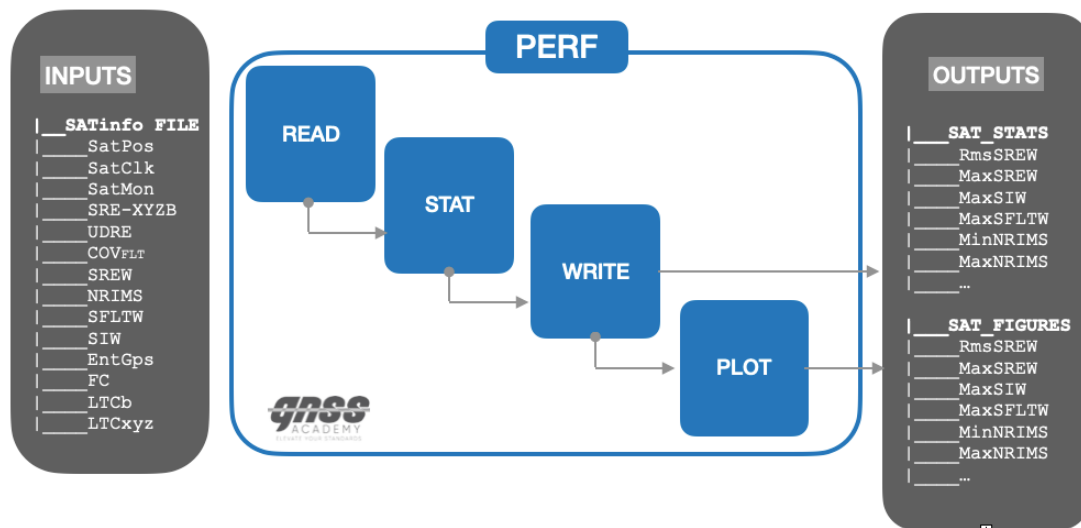 PERF
INPUTS
|__SATinfo FILE
|____SatPos
|____SatClk
|____SatMon
|____SRE-XYZB
|____UDRE
|____COVFLT
|____SREW
|____NRIMS
|____SFLTW
|____SIW
|____EntGps
|____FC
|____LTCb
|____LTCxyz
READ
STAT
WRITE
PLOT
gnss
ACADEMY
ELEVATE YOUR STANDARDS
OUTPUTS
|___SAT_STATS
|____RmsSREW
|____MaxSREW
|____MaxSIW
|____MaxSFLTW
|____MinNRIMS
|____MaxNRIMS
|____…
|___SAT_FIGURES
|____RmsSREW
|____MaxSREW
|____MaxSIW
|____MaxSFLTW
|____MinNRIMS
|____MaxNRIMS
|____…